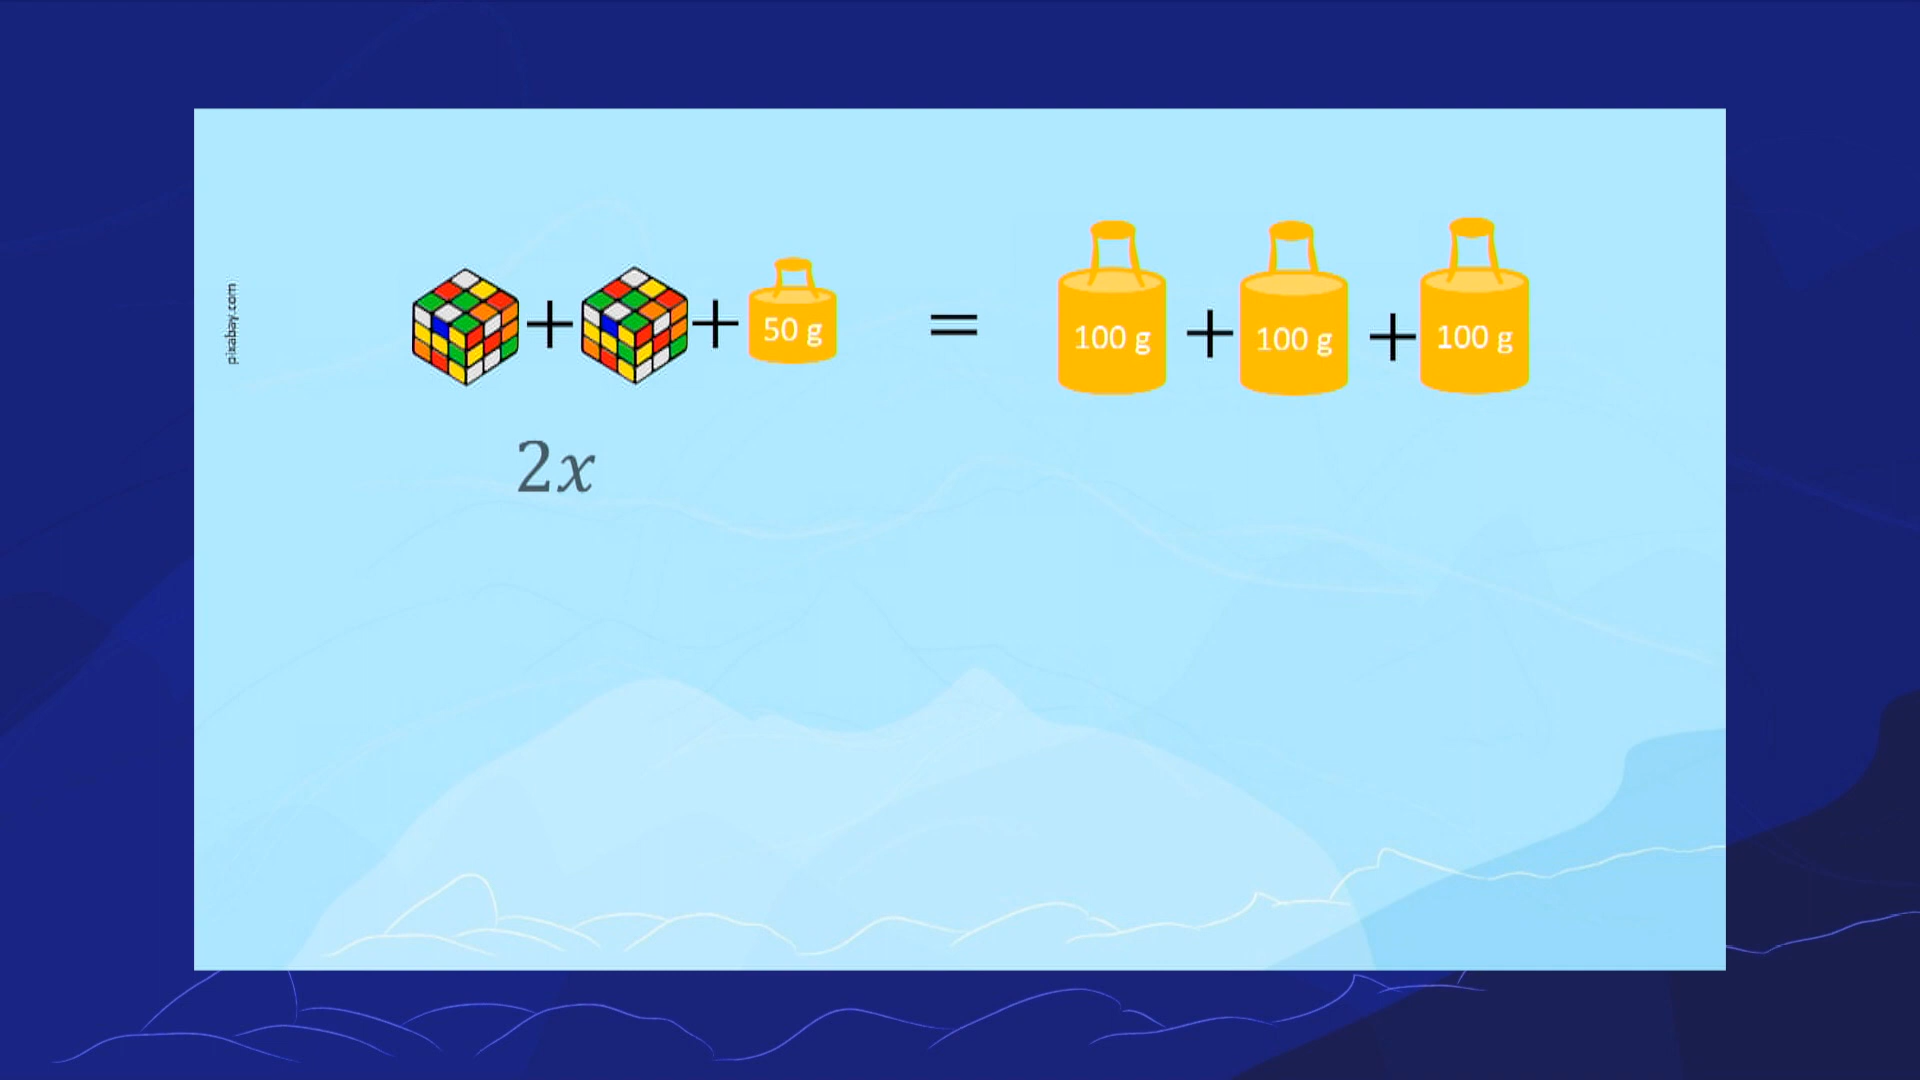 pixabay.com
+ + 50 g = 100 g + 100 g + 100 g
2x